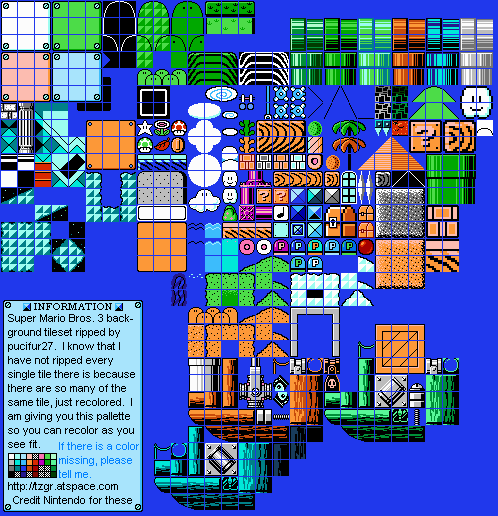 INFORMATION
Super Mario Bros. 3 back-
ground tileset ripped by
pucifur27. I know that I
have not ripped every
single tile there is because
there are so many of the
same tile, just recolored. I
am giving you this pallette
so you can recolor as you
see fit.
If there is a color
missing, please
tell me.
http://tzgr.atspace.com
Credit Nintendo for these
? 
P P P P
P P P P